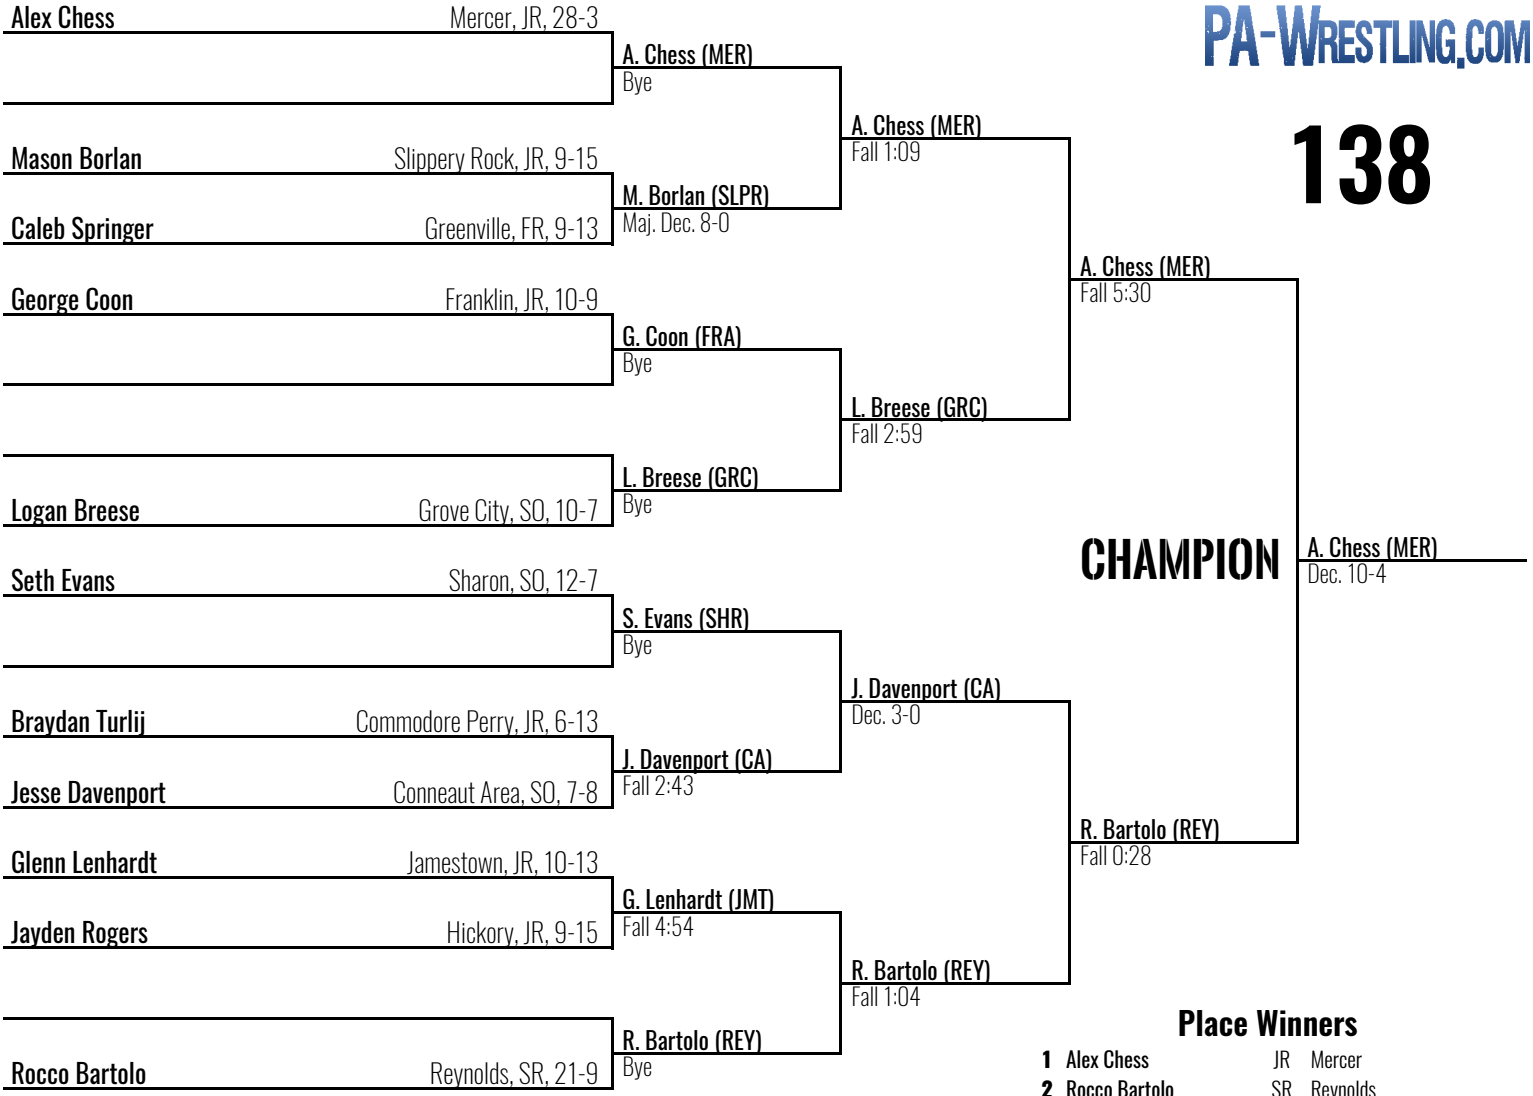 PA-WRESTLING.COM
138
Alex Chess Mercer, JR, 28-3
A. Chess (MER)
Bye
A. Chess (MER)
Fall 1:09
Mason Borlan Slippery Rock, JR, 9-15
M. Borlan (SLPR)
Maj. Dec. 8-0
Caleb Springer Greenville, FR, 9-13
A. Chess (MER)
Fall 5:30
George Coon Franklin, JR, 10-9
G. Coon (FRA)
Bye
L. Breese (GRC)
Fall 2:59
L. Breese (GRC)
Bye
Logan Breese Grove City, SO, 10-7
CHAMPION
A. Chess (MER)
Dec. 10-4
Seth Evans Sharon, SO, 12-7
S. Evans (SHR)
Bye
J. Davenport (CA)
Dec. 3-0
Braydan Turlij Commodore Perry, JR, 6-13
J. Davenport (CA)
Fall 2:43
Jesse Davenport Conneaut Area, SO, 7-8
R. Bartolo (REY)
Fall 0:28
Glenn Lenhardt Jamestown, JR, 10-13
G. Lenhardt (JMT)
Fall 4:54
Jayden Rogers Hickory, JR, 9-15
R. Bartolo (REY)
Fall 1:04
R. Bartolo (REY)
Bye
Rocco Bartolo Reynolds, SR, 21-9
Place Winners
1 Alex Chess JR Mercer
2 Rocco Bartolo SR Reynolds